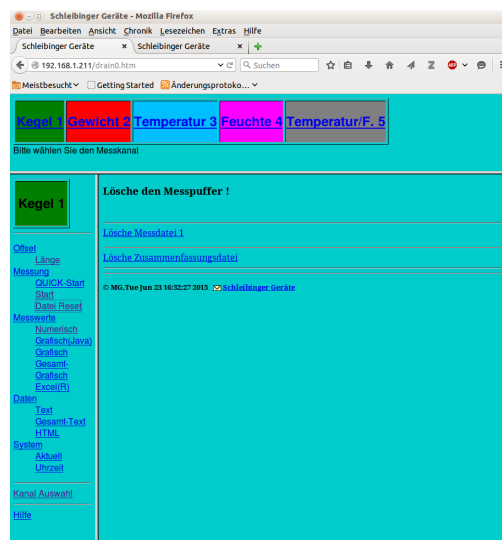 Schleibinger Geräte - Mozilla Firefox
Datei Bearbeiten Ansicht Chronik Lesezeichen Extras Hilfe
Schleibinger Geräte × Schleibinger Geräte ×
192.168.1.211/drain0.htm Suchen
Meistbesucht Getting Started Änderungsprotoko...
Kegel 1 Gewicht 2 Temperatur 3 Feuchte 4 Temperatur/F. 5
Bitte wählen Sie den Messkanal
Kegel 1
Offset
Länge
Messung
QUICK-Start
Start
Datei Reset
Messwerte
Numerisch
Grafisch(Java)
Grafisch
Gesamt-
Grafisch
Excel(R)
Daten
Text
Gesamt-Text
HTML
System
Aktuell
Uhrzeit
Kanal Auswahl
Hilfe
Lösche den Messpuffer !
Lösche Messdatei 1
Lösche Zusammenfassungsdatei
© MG,Tue Jun 23 16:32:27 2015 Schleibinger Geräte